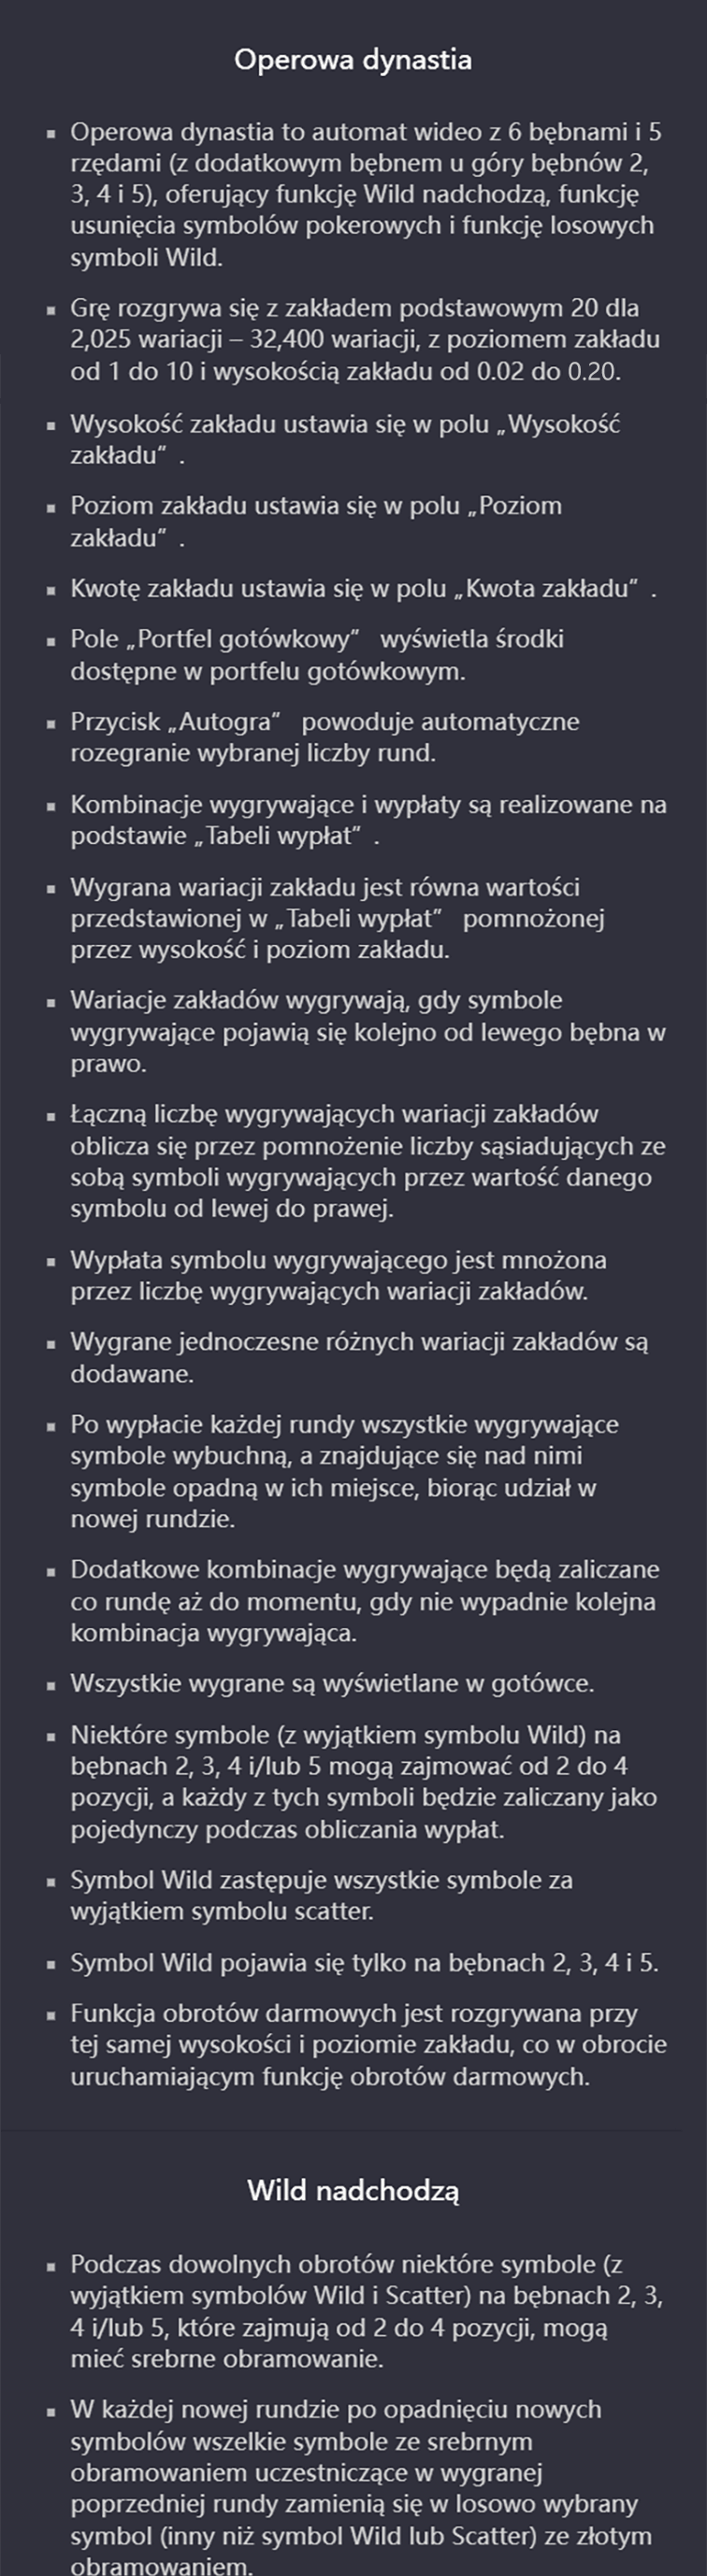 Operowa dynastia
▪ Operowa dynastia to automat wideo z 6 bębnami i 5
rzędami (z dodatkowym bębnem u góry bębnów 2,
3, 4 i 5), oferujący funkcję Wild nadchodzą, funkcję
usunięcia symbolów pokerowych i funkcję losowych
symboli Wild.
▪ Grę rozgrywa się z zakładem podstawowym 20 dla
2,025 wariacji – 32,400 wariacji, z poziomem zakładu
od 1 do 10 i wysokością zakładu od 0.02 do 0.20.
▪ Wysokość zakładu ustawia się w polu „Wysokość
zakładu” .
▪ Poziom zakładu ustawia się w polu „Poziom
zakładu” .
▪ Kwotę zakładu ustawia się w polu „Kwota zakładu” .
▪ Pole „Portfel gotówkowy” wyświetla środki
dostępne w portfelu gotówkowym.
▪ Przycisk „Autogra” powoduje automatyczne
rozegranie wybranej liczby rund.
▪ Kombinacje wygrywające i wypłaty są realizowane na
podstawie „Tabeli wypłat” .
▪ Wygrana wariacji zakładu jest równa wartości
przedstawionej w „Tabeli wypłat” pomnożonej
przez wysokość i poziom zakładu.
▪ Wariacje zakładów wygrywają, gdy symbole
wygrywające pojawią się kolejno od lewego bębna w
prawo.
▪ Łączną liczbę wygrywających wariacji zakładów
oblicza się przez pomnożenie liczby sąsiadujących ze
sobą symboli wygrywających przez wartość danego
symbolu od lewej do prawej.
▪ Wypłata symbolu wygrywającego jest mnożona
przez liczbę wygrywających wariacji zakładów.
▪ Wygrane jednoczesne różnych wariacji zakładów są
dodawane.
▪ Po wypłacie każdej rundy wszystkie wygrywające
symbole wybuchną, a znajdujące się nad nimi
symbole opadną w ich miejsce, biorąc udział w
nowej rundzie.
▪ Dodatkowe kombinacje wygrywające będą zaliczane
co rundę aż do momentu, gdy nie wypadnie kolejna
kombinacja wygrywająca.
▪ Wszystkie wygrane są wyświetlane w gotówce.
▪ Niektóre symbole (z wyjątkiem symbolu Wild) na
bębnach 2, 3, 4 i/lub 5 mogą zajmować od 2 do 4
pozycji, a każdy z tych symboli będzie zaliczany jako
pojedynczy podczas obliczania wypłat.
▪ Symbol Wild zastępuje wszystkie symbole za
wyjątkiem symbolu scatter.
▪ Symbol Wild pojawia się tylko na bębnach 2, 3, 4 i 5.
▪ Funkcja obrotów darmowych jest rozgrywana przy
tej samej wysokości i poziomie zakładu, co w obrocie
uruchamiającym funkcję obrotów darmowych.
Wild nadchodzą
▪ Podczas dowolnych obrotów niektóre symbole (z
wyjątkiem symbolów Wild i Scatter) na bębnach 2, 3,
4 i/lub 5, które zajmują od 2 do 4 pozycji, mogą
mieć srebrne obramowanie.
▪ W każdej nowej rundzie po opadnięciu nowych
symbolów wszelkie symbole ze srebrnym
obramowaniem uczestniczące w wygranej
poprzedniej rundy zamienią się w losowo wybrany
symbol (inny niż symbol Wild lub Scatter) ze złotym
obramowaniem.